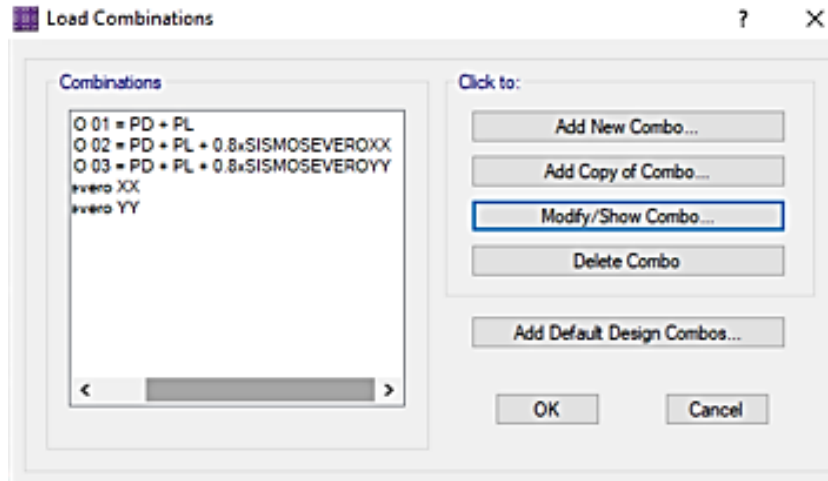 Load Combinations
?
Combinations
O 01 = PD + PL
O 02 = PD + PL + 0.8xSISMOSEVEROXX
O 03 = PD + PL + 0.8xSISMOSEVEROYY
evero XX
evero YY
Click to:
Add New Combo...
Add Copy of Combo...
Modify/Show Combo...
Delete Combo
Add Default Design Combos...
OK
Cancel